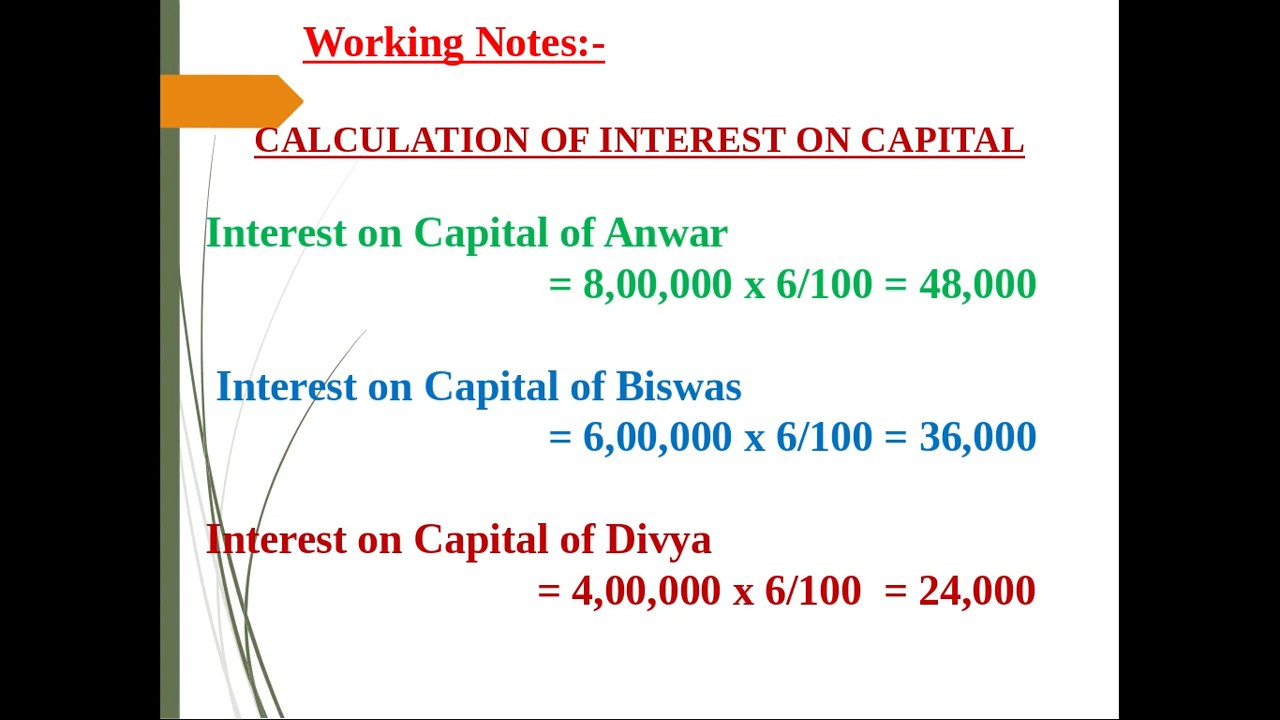 Working Notes:-
CALCULATION OF INTEREST ON CAPITAL
Interest on Capital of Anwar
= 8,00,000 x 6/100 = 48,000
Interest on Capital of Biswas
= 6,00,000 x 6/100 = 36,000
Interest on Capital of Divya
= 4,00,000 x 6/100 = 24,000